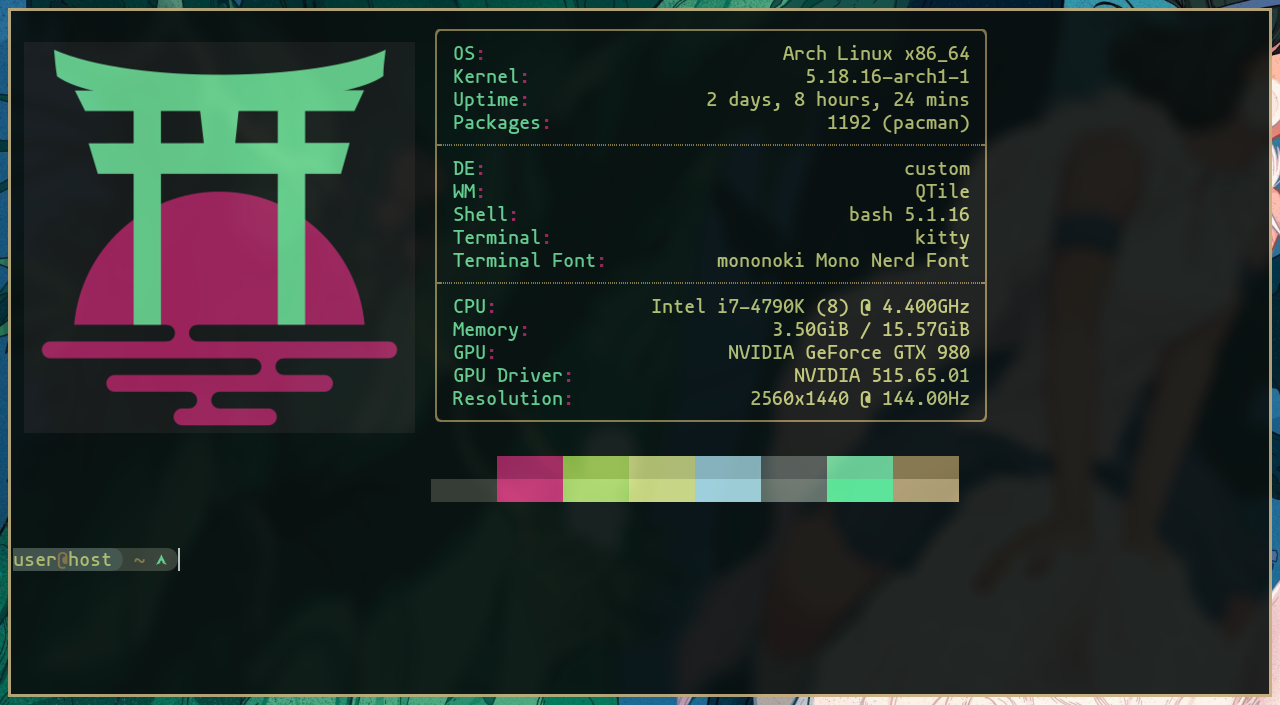 OS: Arch Linux x86_64
Kernel: 5.18.16-arch1-1
Uptime: 2 days, 8 hours, 24 mins
Packages: 1192 (pacman)
DE: custom
WM: QTile
Shell: bash 5.1.16
Terminal: kitty
Terminal Font: mononoki Mono Nerd Font
CPU: Intel i7-4790K (8) @ 4.400GHz
Memory: 3.50GiB / 15.57GiB
GPU: NVIDIA GeForce GTX 980
GPU Driver: NVIDIA 515.65.01
Resolution: 2560x1440 @ 144.00Hz
user@host ~ ^